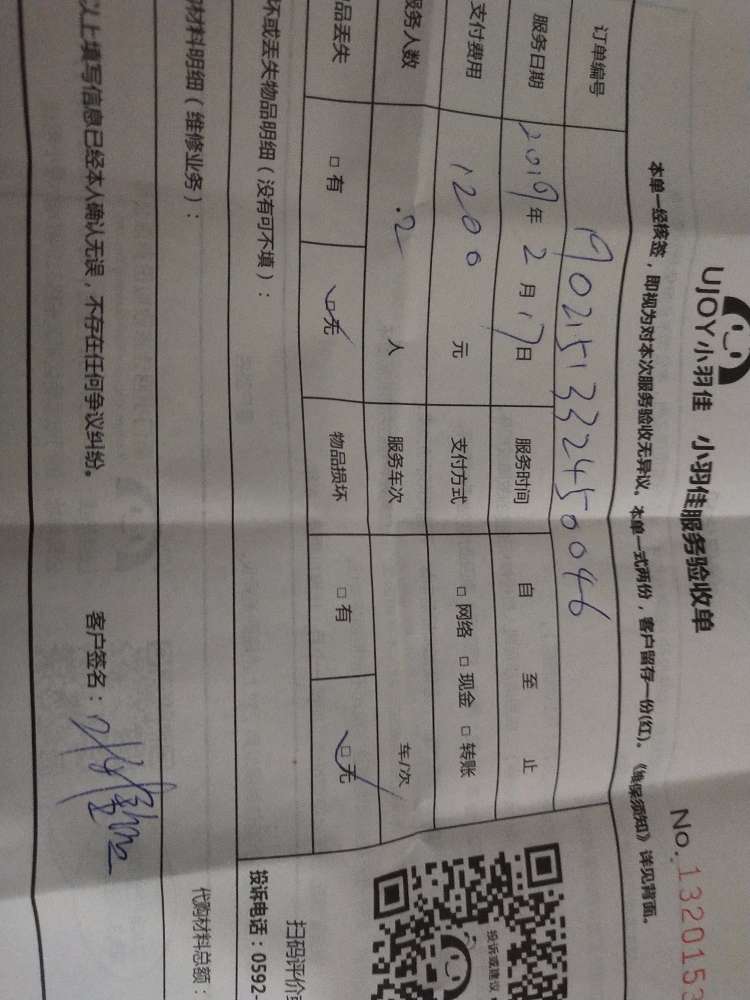 UJOY小羽佳 小羽佳服务验收单
No.1320153
本单一经核签，即视为对本次服务验收无异议。本单一式两份，客户留存一份(红)。《维保须知》详见背面。
订单编号 1902151332450046
服务日期 2019年2月17日 服务时间 自 至 止
支付费用 1200 元 支付方式 □网络 □现金 □转账
服务人数 2 人 服务车次 车/次
品丢失 □有 □无 物品损坏 □有 □无
坏或丢失物品明细（没有可不填）：
材料明细（维修业务）：
以上填写信息已经本人确认无误，不存在任何争议纠纷。 客户签名：
投诉或建议
扫码评价
投诉电话：0592-
代购材料总额：